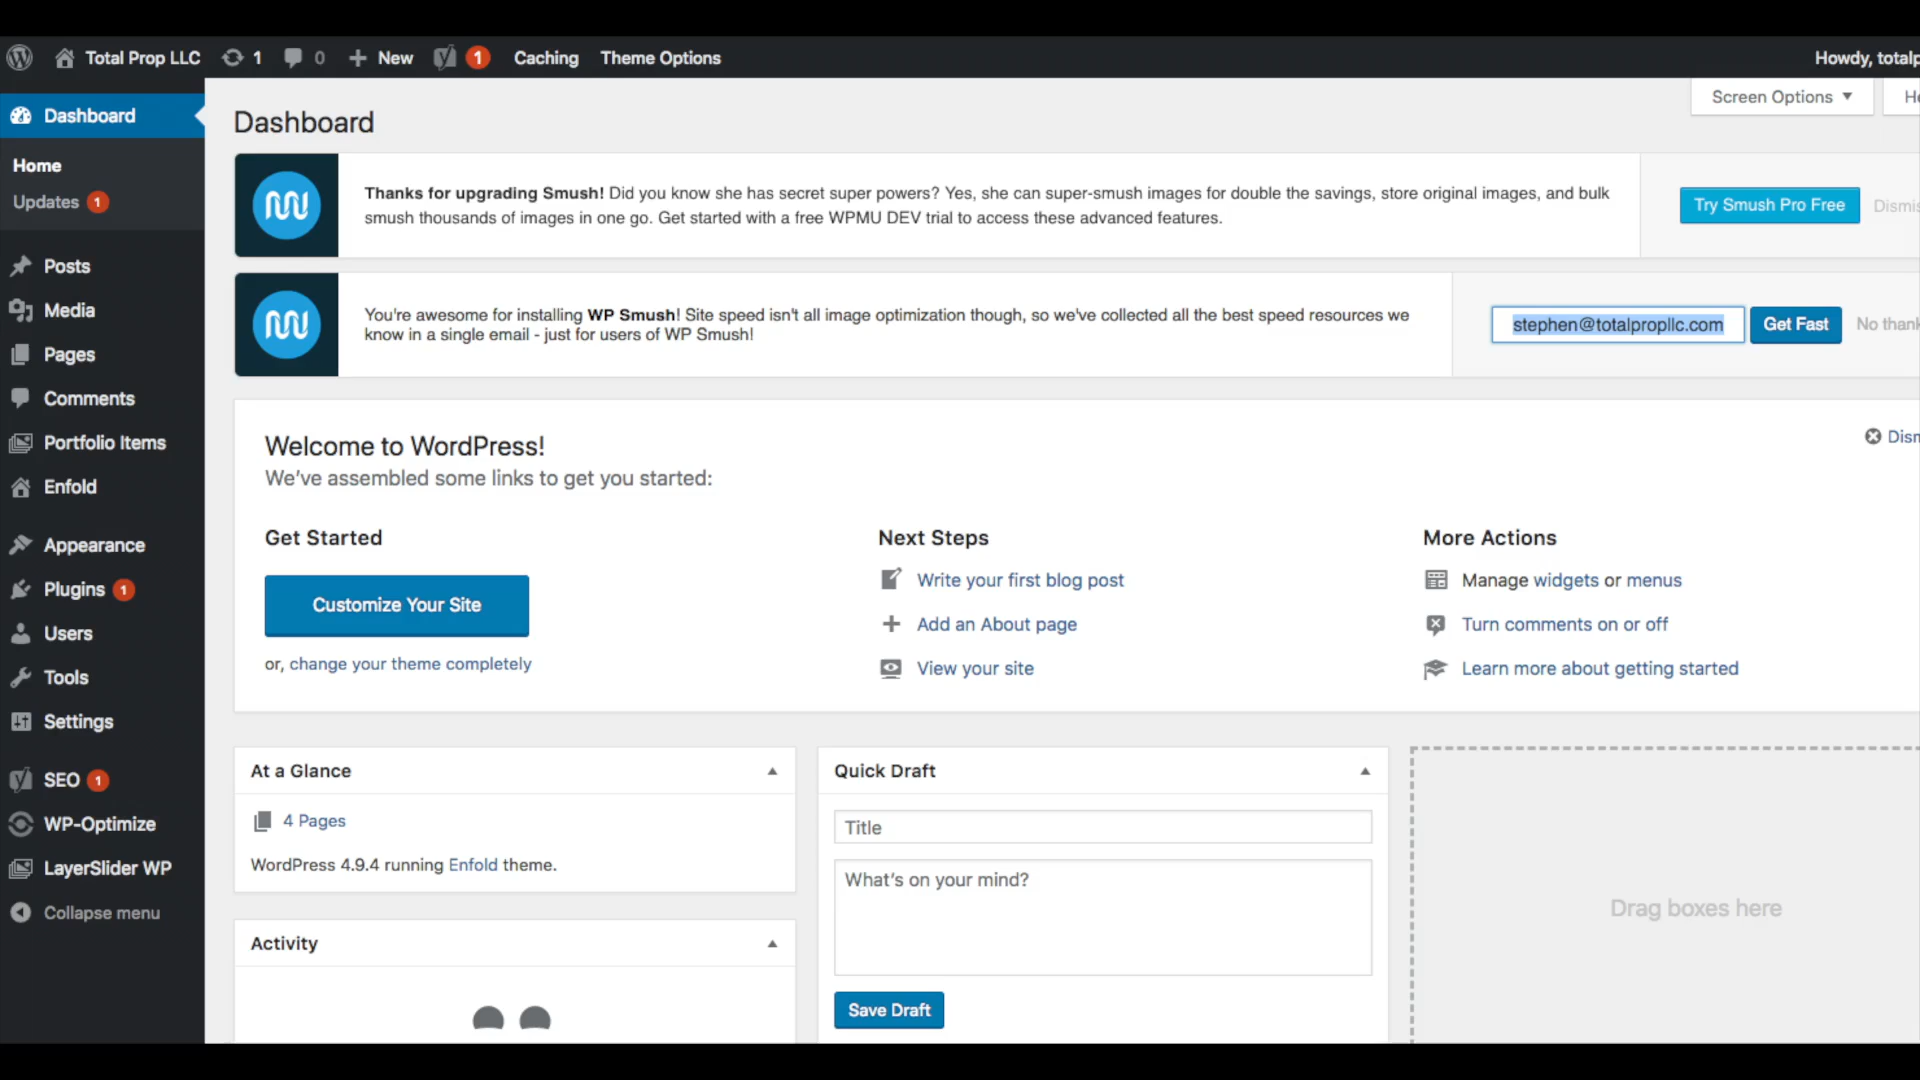 Total Prop LLC 1 0 New 1 Caching Theme Options
Howdy, totalp
Dashboard
Home
Updates 1
Posts
Media
Pages
Comments
Portfolio Items
Enfold
Appearance
Plugins 1
Users
Tools
Settings
SEO 1
WP-Optimize
LayerSlider WP
Collapse menu
Screen Options
He
Dashboard
Thanks for upgrading Smush! Did you know she has secret super powers? Yes, she can super-smush images for double the savings, store original images, and bulk
smush thousands of images in one go. Get started with a free WPMU DEV trial to access these advanced features.
Try Smush Pro Free
Dismis
You're awesome for installing WP Smush! Site speed isn't all image optimization though, so we've collected all the best speed resources we
know in a single email - just for users of WP Smush!
stephen@totalpropllc.com
Get Fast
No thank
Welcome to WordPress!
We've assembled some links to get you started:
Dism
Get Started
Customize Your Site
or, change your theme completely
Next Steps
Write your first blog post
Add an About page
View your site
More Actions
Manage widgets or menus
Turn comments on or off
Learn more about getting started
At a Glance
4 Pages
WordPress 4.9.4 running Enfold theme.
Activity
Quick Draft
Title
What's on your mind?
Save Draft
Drag boxes here